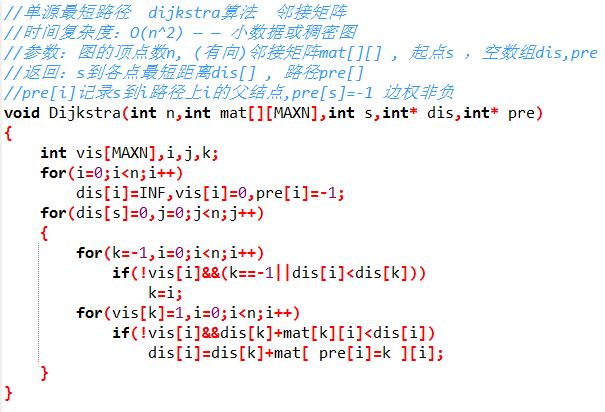 //单源最短路径  dijkstra算法  邻接矩阵
//时间复杂度：O(n^2) —— 小数据或稠密图
//参数：图的顶点数n，(有向)邻接矩阵mat[][] , 起点s , 空数组dis,pre
//返回：s到各点最短距离dis[] , 路径pre[]
//pre[i]记录s到i路径上i的父结点,pre[s]=-1 边权非负
void Dijkstra(int n,int mat[][MAXN],int s,int* dis,int* pre)
{
    int vis[MAXN],i,j,k;
    for(i=0;i<n;i++)
        dis[i]=INF,vis[i]=0,pre[i]=-1;
    for(dis[s]=0,j=0;j<n;j++)
    {
        for(k=-1,i=0;i<n;i++)
            if(!vis[i]&&(k==-1||dis[i]<dis[k]))
                k=i;
        for(vis[k]=1,i=0;i<n;i++)
            if(!vis[i]&&dis[k]+mat[k][i]<dis[i])
                dis[i]=dis[k]+mat[ pre[i]=k ][i];
    }
}